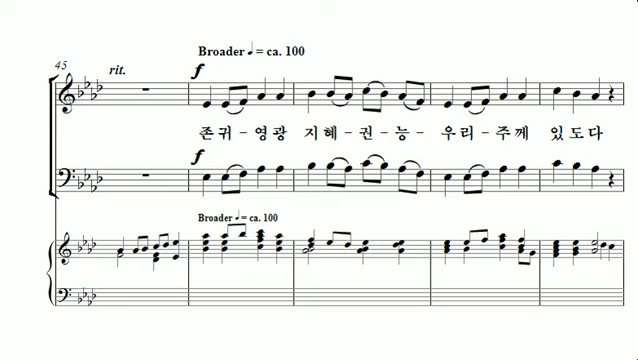 Broader ♩ = ca. 100
45 rit.
f
존귀-영광 지혜-권-능- 우리-주께 있도다
f
Broader ♩ = ca. 100